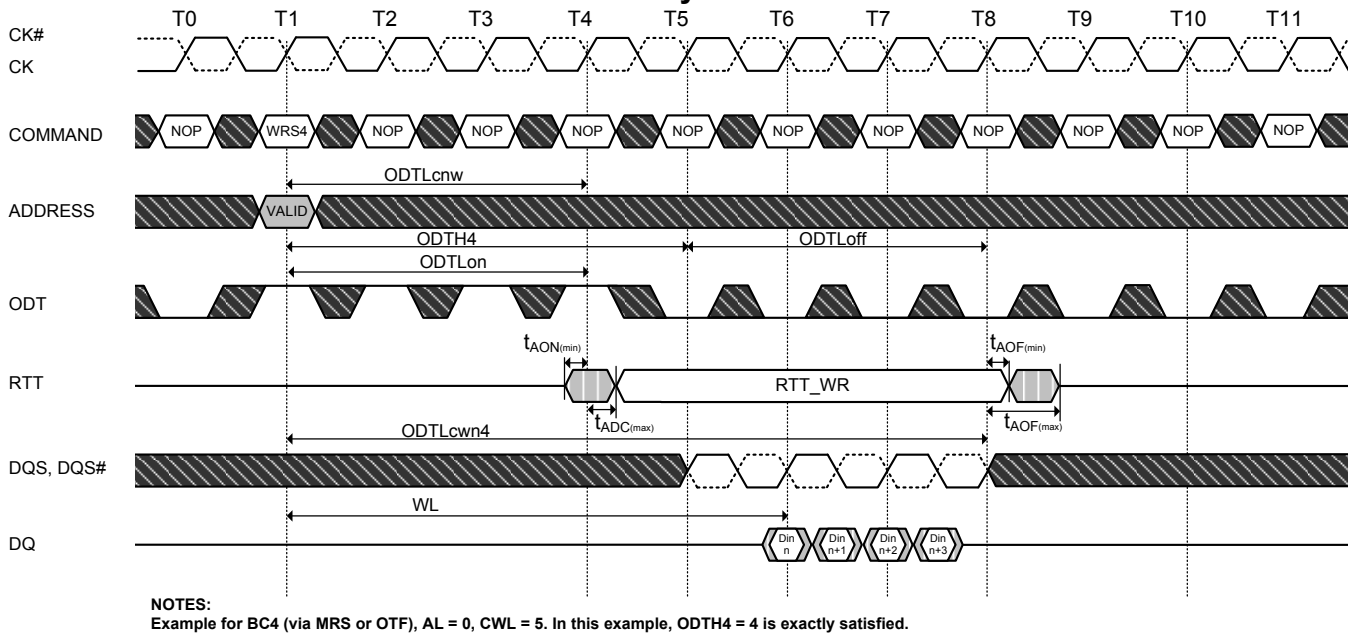 T0 T1 T2 T3 T4 T5 T6 T7 T8 T9 T10 T11
CK#
CK
COMMAND NOP WRS4 NOP NOP NOP NOP NOP NOP NOP NOP NOP NOP
ODTLcnw
ADDRESS VALID
ODTH4 ODTLoff
ODTLon
ODT
tAON(min) tAOF(min)
RTT RTT_WR
tADC(max) tAOF(max)
ODTLcwn4
DQS, DQS#
WL
DQ Din n Din n+1 Din n+2 Din n+3
NOTES:
Example for BC4 (via MRS or OTF), AL = 0, CWL = 5. In this example, ODTH4 = 4 is exactly satisfied.